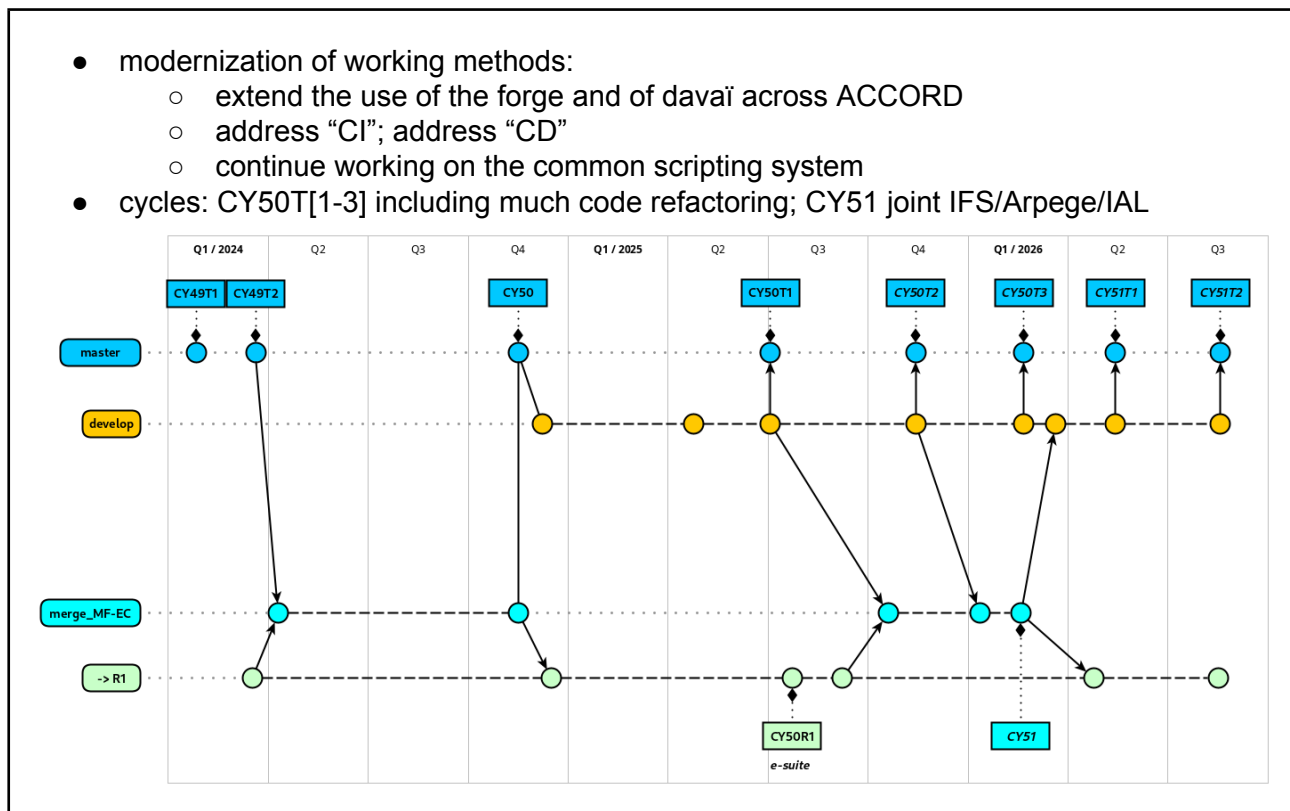 ● modernization of working methods:
○ extend the use of the forge and of davaï across ACCORD
○ address “CI”; address “CD”
○ continue working on the common scripting system
● cycles: CY50T[1-3] including much code refactoring; CY51 joint IFS/Arpege/IAL
Q1 / 2024 Q2 Q3 Q4 Q1 / 2025 Q2 Q3 Q4 Q1 / 2026 Q2 Q3
CY49T1 CY49T2 CY50 CY50T1 CY50T2 CY50T3 CY51T1 CY51T2
master
develop
merge_MF-EC
-> R1
CY50R1 CY51
e-suite